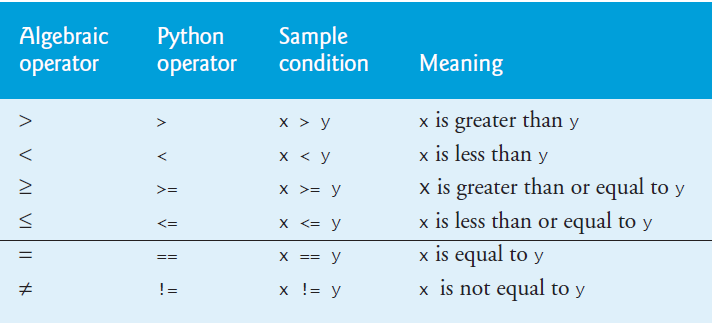 Algebraic operator Python operator Sample condition Meaning
> > x > y x is greater than y
< < x < y x is less than y
≥ >= x >= y x is greater than or equal to y
≤ <= x <= y x is less than or equal to y
= == x == y x is equal to y
≠ != x != y x is not equal to y